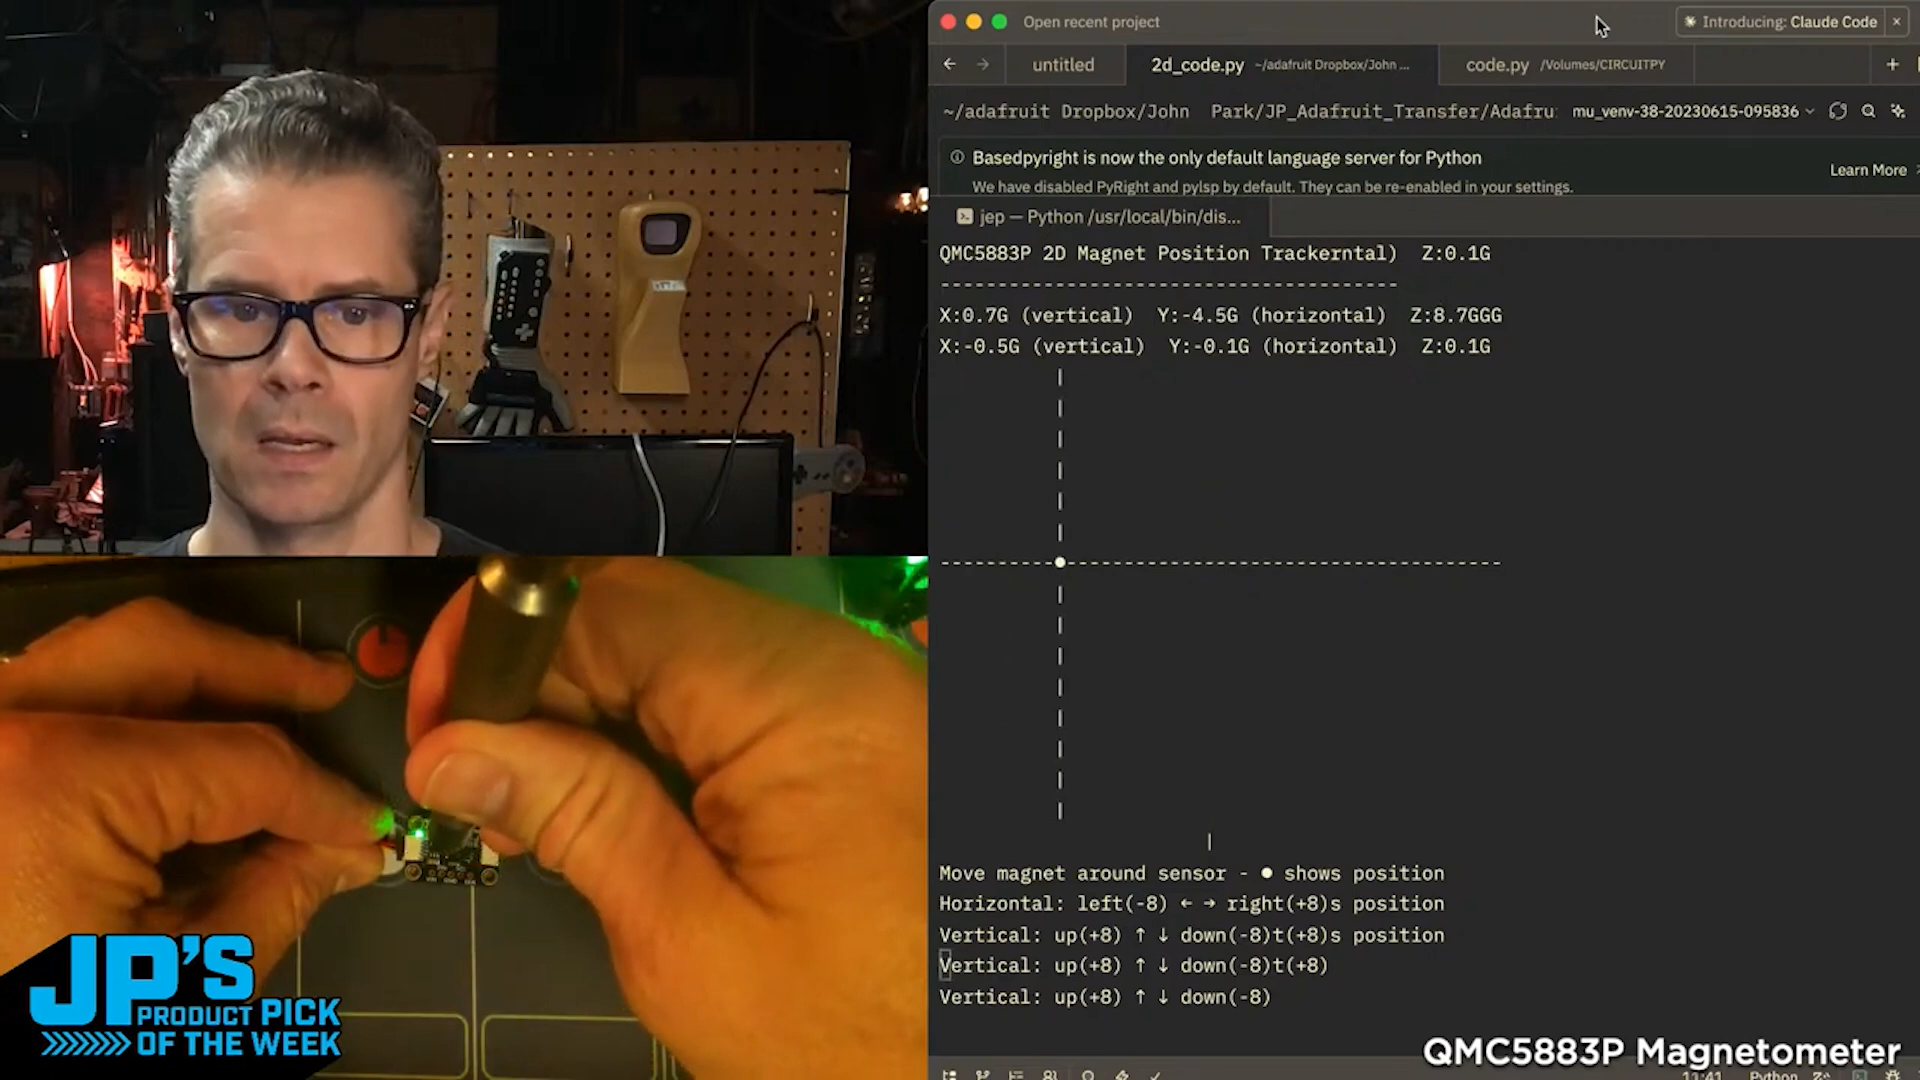 Open recent project
Introducing: Claude Code ×
untitled
2d_code.py ~/adafruit Dropbox/John ...
code.py /Volumes/CIRCUITPY
~/adafruit Dropbox/John Park/JP_Adafruit_Transfer/Adafru
mu_venv-38-20230615-095836
Basedpyright is now the only default language server for Python
We have disabled PyRight and pylsp by default. They can be re-enabled in your settings.
Learn More
jep — Python /usr/local/bin/dis...
QMC5883P 2D Magnet Position Trackerntal) Z:0.1G
----------------------------------------
X:0.7G (vertical) Y:-4.5G (horizontal) Z:8.7GGG
X:-0.5G (vertical) Y:-0.1G (horizontal) Z:0.1G
Move magnet around sensor - ● shows position
Horizontal: left(-8) ← → right(+8)s position
Vertical: up(+8) ↑ ↓ down(-8)t(+8)s position
Vertical: up(+8) ↑ ↓ down(-8)t(+8)
Vertical: up(+8) ↑ ↓ down(-8)
JP'S
PRODUCT PICK
OF THE WEEK
QMC5883P Magnetometer